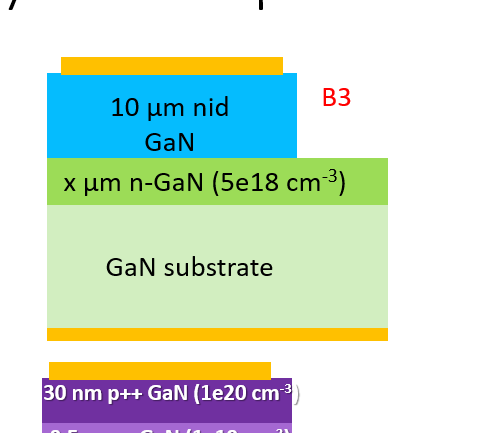 10 µm nid
GaN
B3
x µm n-GaN (5e18 cm⁻³)
GaN substrate
30 nm p++ GaN (1e20 cm⁻³)